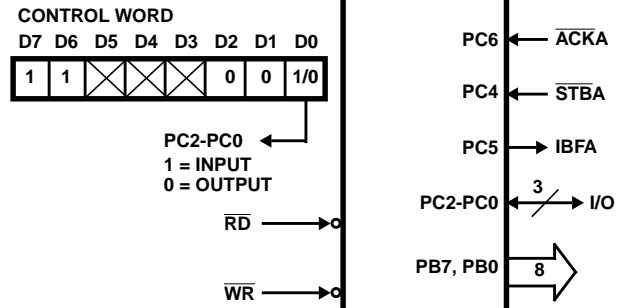 CONTROL WORD
D7 D6 D5 D4 D3 D2 D1 D0
1 1 0 0 1/0
PC2-PC0
1 = INPUT
0 = OUTPUT
RD
WR
PC6 ACKA
PC4 STBA
PC5 IBFA
PC2-PC0 3 I/O
PB7, PB0 8